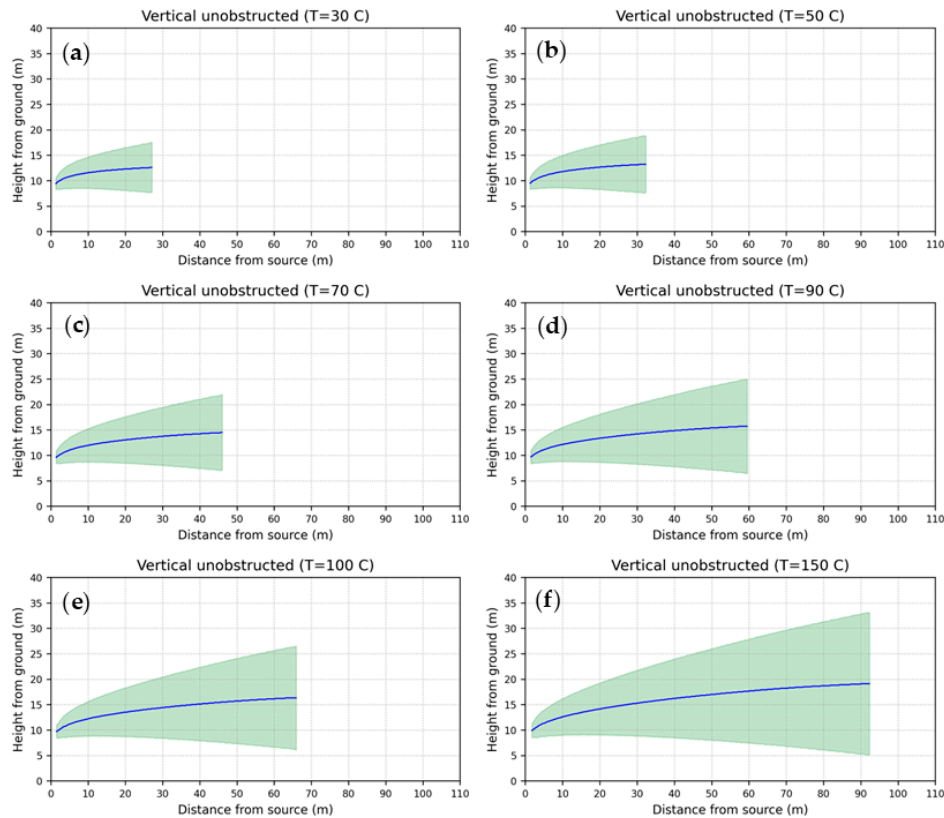 Vertical unobstructed (T=30 C)
(a)
Height from ground (m)
40
35
30
25
20
15
10
5
0
0 10 20 30 40 50 60 70 80 90 100 110
Distance from source (m)
Vertical unobstructed (T=50 C)
(b)
Height from ground (m)
40
35
30
25
20
15
10
5
0
0 10 20 30 40 50 60 70 80 90 100 110
Distance from source (m)
Vertical unobstructed (T=70 C)
(c)
Height from ground (m)
40
35
30
25
20
15
10
5
0
0 10 20 30 40 50 60 70 80 90 100 110
Distance from source (m)
Vertical unobstructed (T=90 C)
(d)
Height from ground (m)
40
35
30
25
20
15
10
5
0
0 10 20 30 40 50 60 70 80 90 100 110
Distance from source (m)
Vertical unobstructed (T=100 C)
(e)
Height from ground (m)
40
35
30
25
20
15
10
5
0
0 10 20 30 40 50 60 70 80 90 100 110
Distance from source (m)
Vertical unobstructed (T=150 C)
(f)
Height from ground (m)
40
35
30
25
20
15
10
5
0
0 10 20 30 40 50 60 70 80 90 100 110
Distance from source (m)